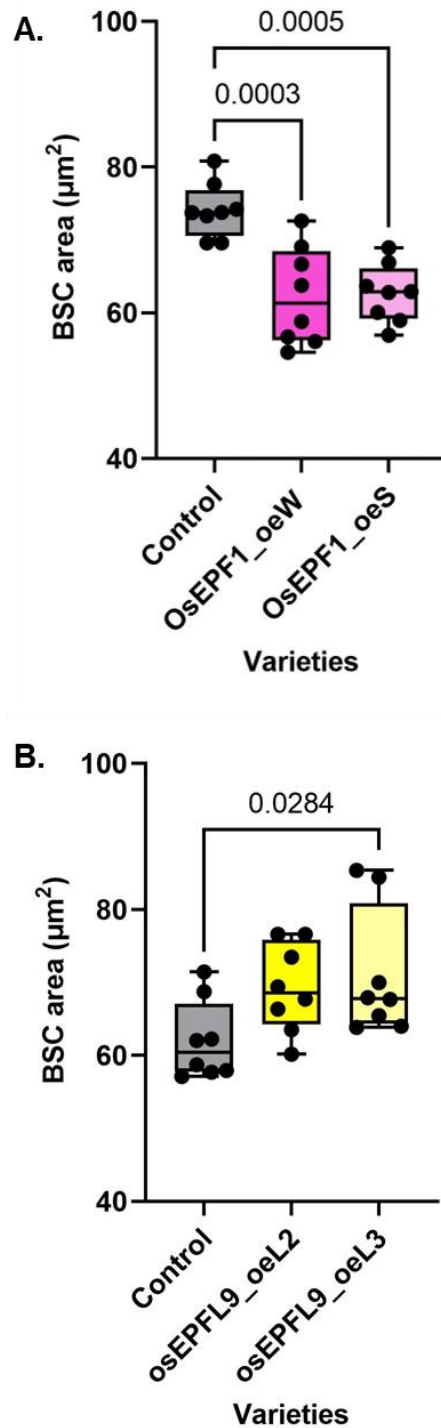 A.
0.0005
0.0003
100
80
60
40
BSC area (µm²)
Control
OsEPF1_oeW
OsEPF1_oeS
Varieties
B.
0.0284
100
80
60
40
BSC area (µm²)
Control
osEPFL9_oeL2
osEPFL9_oeL3
Varieties